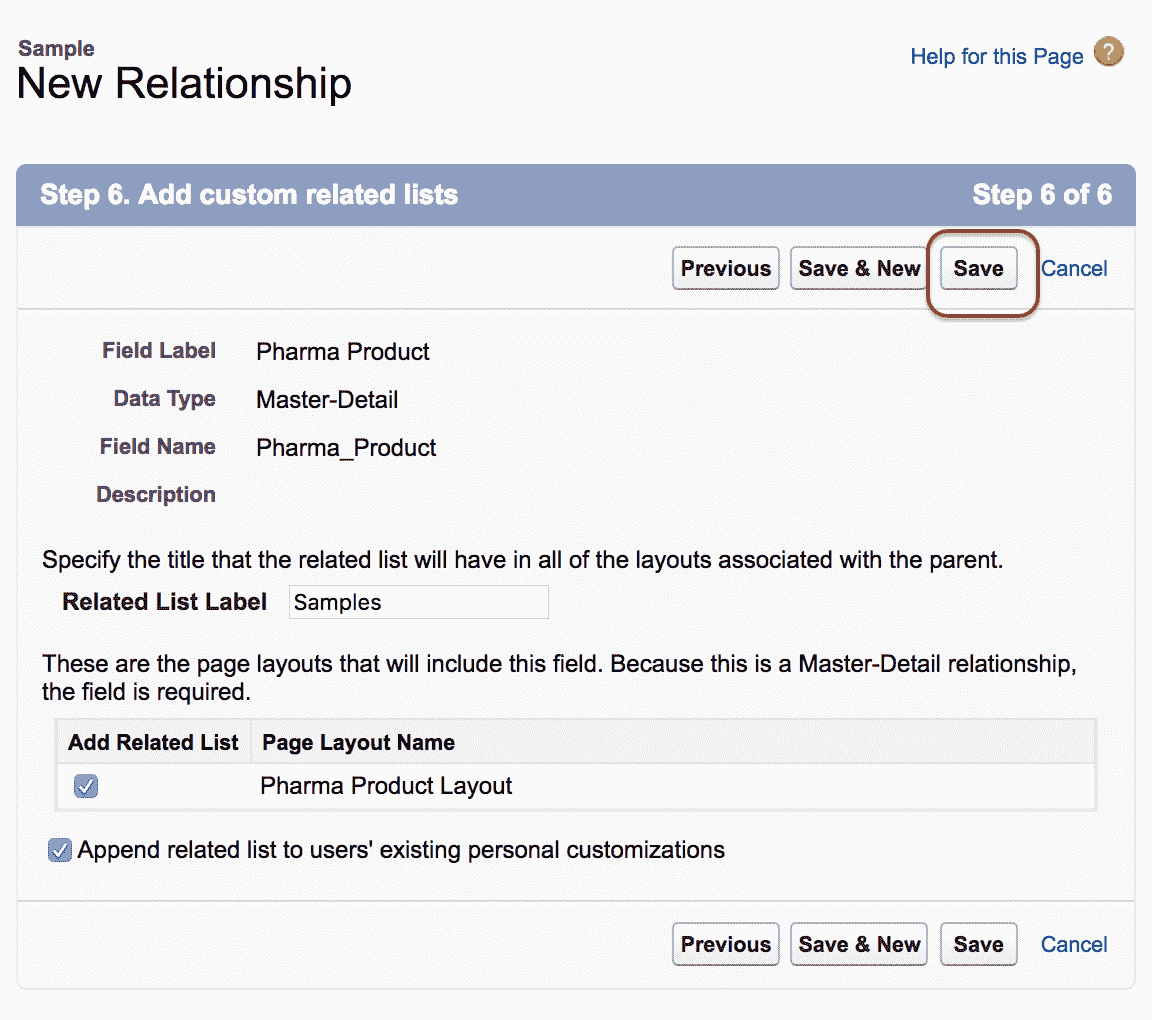 Sample
New Relationship
Help for this Page ?
Step 6. Add custom related lists
Step 6 of 6
Previous
Save & New
Save
Cancel
Field Label Pharma Product
Data Type Master-Detail
Field Name Pharma_Product
Description
Specify the title that the related list will have in all of the layouts associated with the parent.
Related List Label Samples
These are the page layouts that will include this field. Because this is a Master-Detail relationship,
the field is required.
Add Related List Page Layout Name
Pharma Product Layout
Append related list to users' existing personal customizations
Previous
Save & New
Save
Cancel